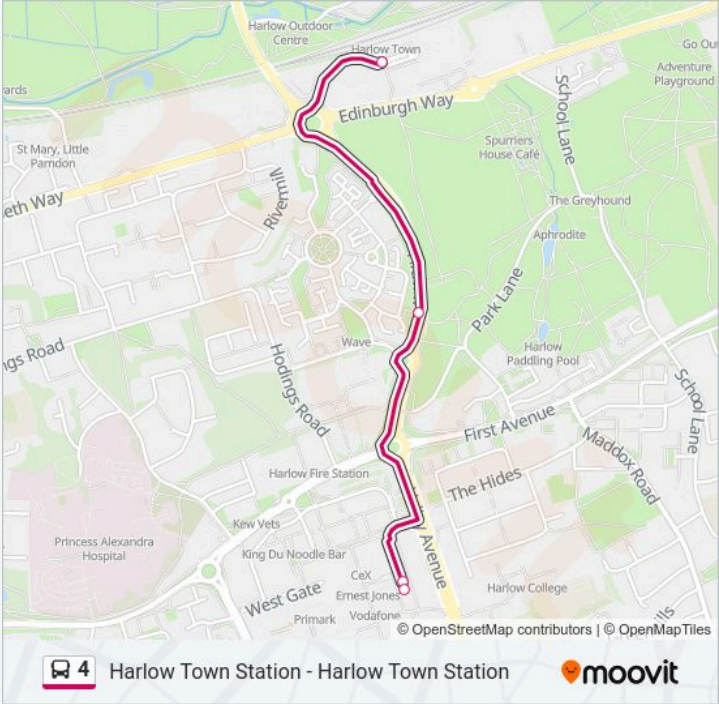 Harlow Outdoor
Centre
Harlow Town
Go Ou
Adventure
Playground
ards
Edinburgh Way
School Lane
St Mary, Little
Parndon
Spurriers
House Café
eth Way
Rivermill
The Greyhound
Aphrodite
Park Lane
Wave
ngs Road
Harlow
Paddling Pool
Hodings Road
School Lane
First Avenue
Maddox Road
Harlow Fire Station
The Hides
Kew Vets
Princess Alexandra
Hospital
King Du Noodle Bar
Avenue
CeX
West Gate
Ernest Jones
Harlow College
Primark
Vodafone
© OpenStreetMap contributors | © OpenMapTiles
4 Harlow Town Station - Harlow Town Station
moovit